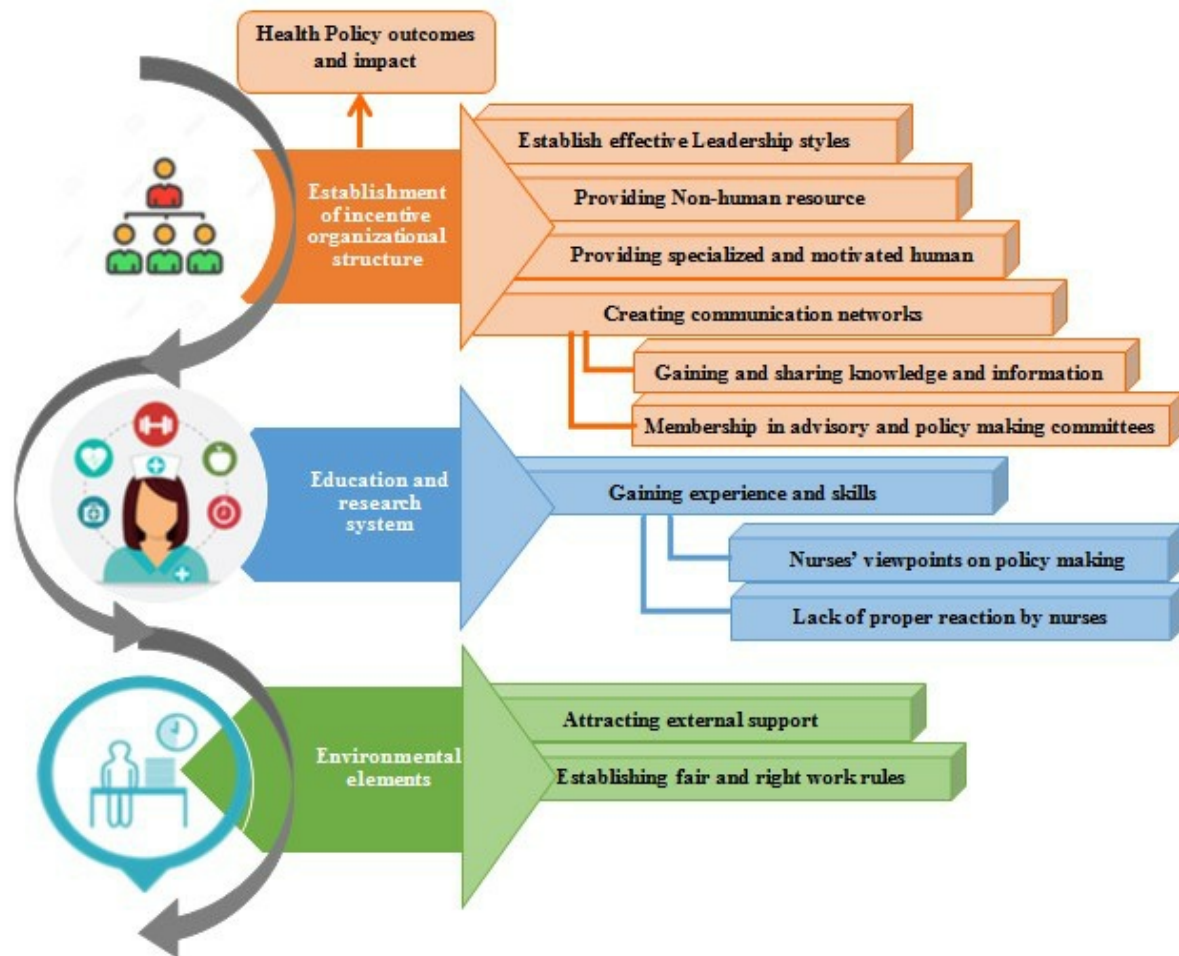 Health Policy outcomes
and impact
Establishment
of incentive
organizational
structure
Establish effective Leadership styles
Providing Non-human resource
Providing specialized and motivated human
Creating communication networks
Gaining and sharing knowledge and information
Membership in advisory and policy making committees
Education and
research
system
Gaining experience and skills
Nurses' viewpoints on policy making
Lack of proper reaction by nurses
Environmental
elements
Attracting external support
Establishing fair and right work rules